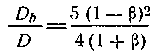 D_b / D = 5 (1 − β)² / 4 (1 + β)